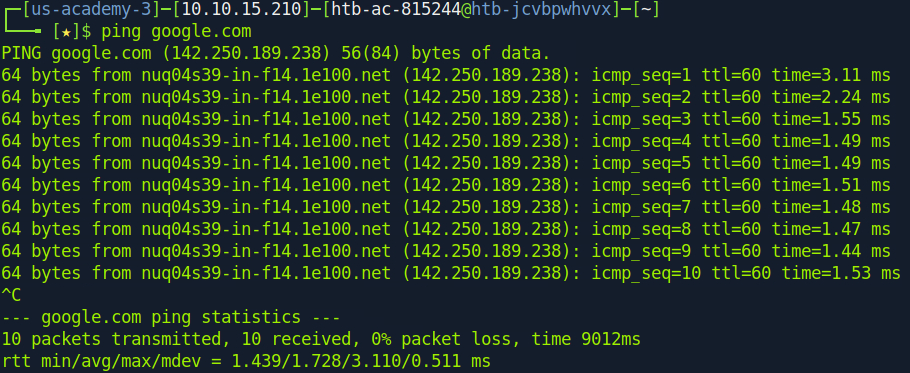 ┌─[us-academy-3]─[10.10.15.210]─[htb-ac-815244@htb-jcvbpwhvvx]─[~]
└──╼ [★]$ ping google.com
PING google.com (142.250.189.238) 56(84) bytes of data.
64 bytes from nuq04s39-in-f14.1e100.net (142.250.189.238): icmp_seq=1 ttl=60 time=3.11 ms
64 bytes from nuq04s39-in-f14.1e100.net (142.250.189.238): icmp_seq=2 ttl=60 time=2.24 ms
64 bytes from nuq04s39-in-f14.1e100.net (142.250.189.238): icmp_seq=3 ttl=60 time=1.55 ms
64 bytes from nuq04s39-in-f14.1e100.net (142.250.189.238): icmp_seq=4 ttl=60 time=1.49 ms
64 bytes from nuq04s39-in-f14.1e100.net (142.250.189.238): icmp_seq=5 ttl=60 time=1.49 ms
64 bytes from nuq04s39-in-f14.1e100.net (142.250.189.238): icmp_seq=6 ttl=60 time=1.51 ms
64 bytes from nuq04s39-in-f14.1e100.net (142.250.189.238): icmp_seq=7 ttl=60 time=1.48 ms
64 bytes from nuq04s39-in-f14.1e100.net (142.250.189.238): icmp_seq=8 ttl=60 time=1.47 ms
64 bytes from nuq04s39-in-f14.1e100.net (142.250.189.238): icmp_seq=9 ttl=60 time=1.44 ms
64 bytes from nuq04s39-in-f14.1e100.net (142.250.189.238): icmp_seq=10 ttl=60 time=1.53 ms
^C
--- google.com ping statistics ---
10 packets transmitted, 10 received, 0% packet loss, time 9012ms
rtt min/avg/max/mdev = 1.439/1.728/3.110/0.511 ms